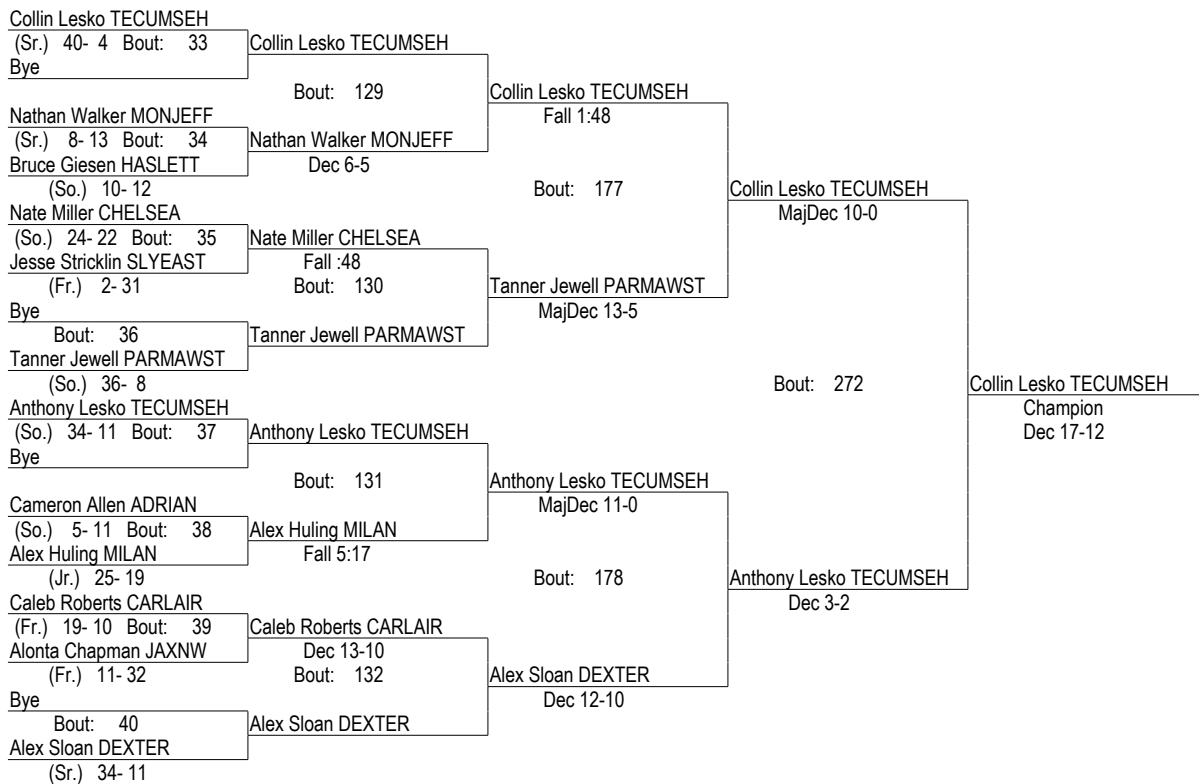 Collin Lesko TECUMSEH
(Sr.) 40- 4 Bout: 33
Collin Lesko TECUMSEH
Bye
Bout: 129
Collin Lesko TECUMSEH
Nathan Walker MONJEFF
Fall 1:48
(Sr.) 8- 13 Bout: 34
Nathan Walker MONJEFF
Bruce Giesen HASLETT
Dec 6-5
(So.) 10- 12
Bout: 177
Collin Lesko TECUMSEH
Nate Miller CHELSEA
MajDec 10-0
(So.) 24- 22 Bout: 35
Nate Miller CHELSEA
Jesse Stricklin SLYEAST
Fall :48
(Fr.) 2- 31
Bout: 130
Tanner Jewell PARMAWST
Bye
MajDec 13-5
Bout: 36
Tanner Jewell PARMAWST
Tanner Jewell PARMAWST
(So.) 36- 8
Bout: 272
Collin Lesko TECUMSEH
Anthony Lesko TECUMSEH
Champion
(So.) 34- 11 Bout: 37
Anthony Lesko TECUMSEH
Dec 17-12
Bye
Bout: 131
Anthony Lesko TECUMSEH
Cameron Allen ADRIAN
MajDec 11-0
(So.) 5- 11 Bout: 38
Alex Huling MILAN
Alex Huling MILAN
Fall 5:17
(Jr.) 25- 19
Bout: 178
Anthony Lesko TECUMSEH
Caleb Roberts CARLAIR
Dec 3-2
(Fr.) 19- 10 Bout: 39
Caleb Roberts CARLAIR
Alonta Chapman JAXNW
Dec 13-10
(Fr.) 11- 32
Bout: 132
Alex Sloan DEXTER
Bye
Dec 12-10
Bout: 40
Alex Sloan DEXTER
Alex Sloan DEXTER
(Sr.) 34- 11